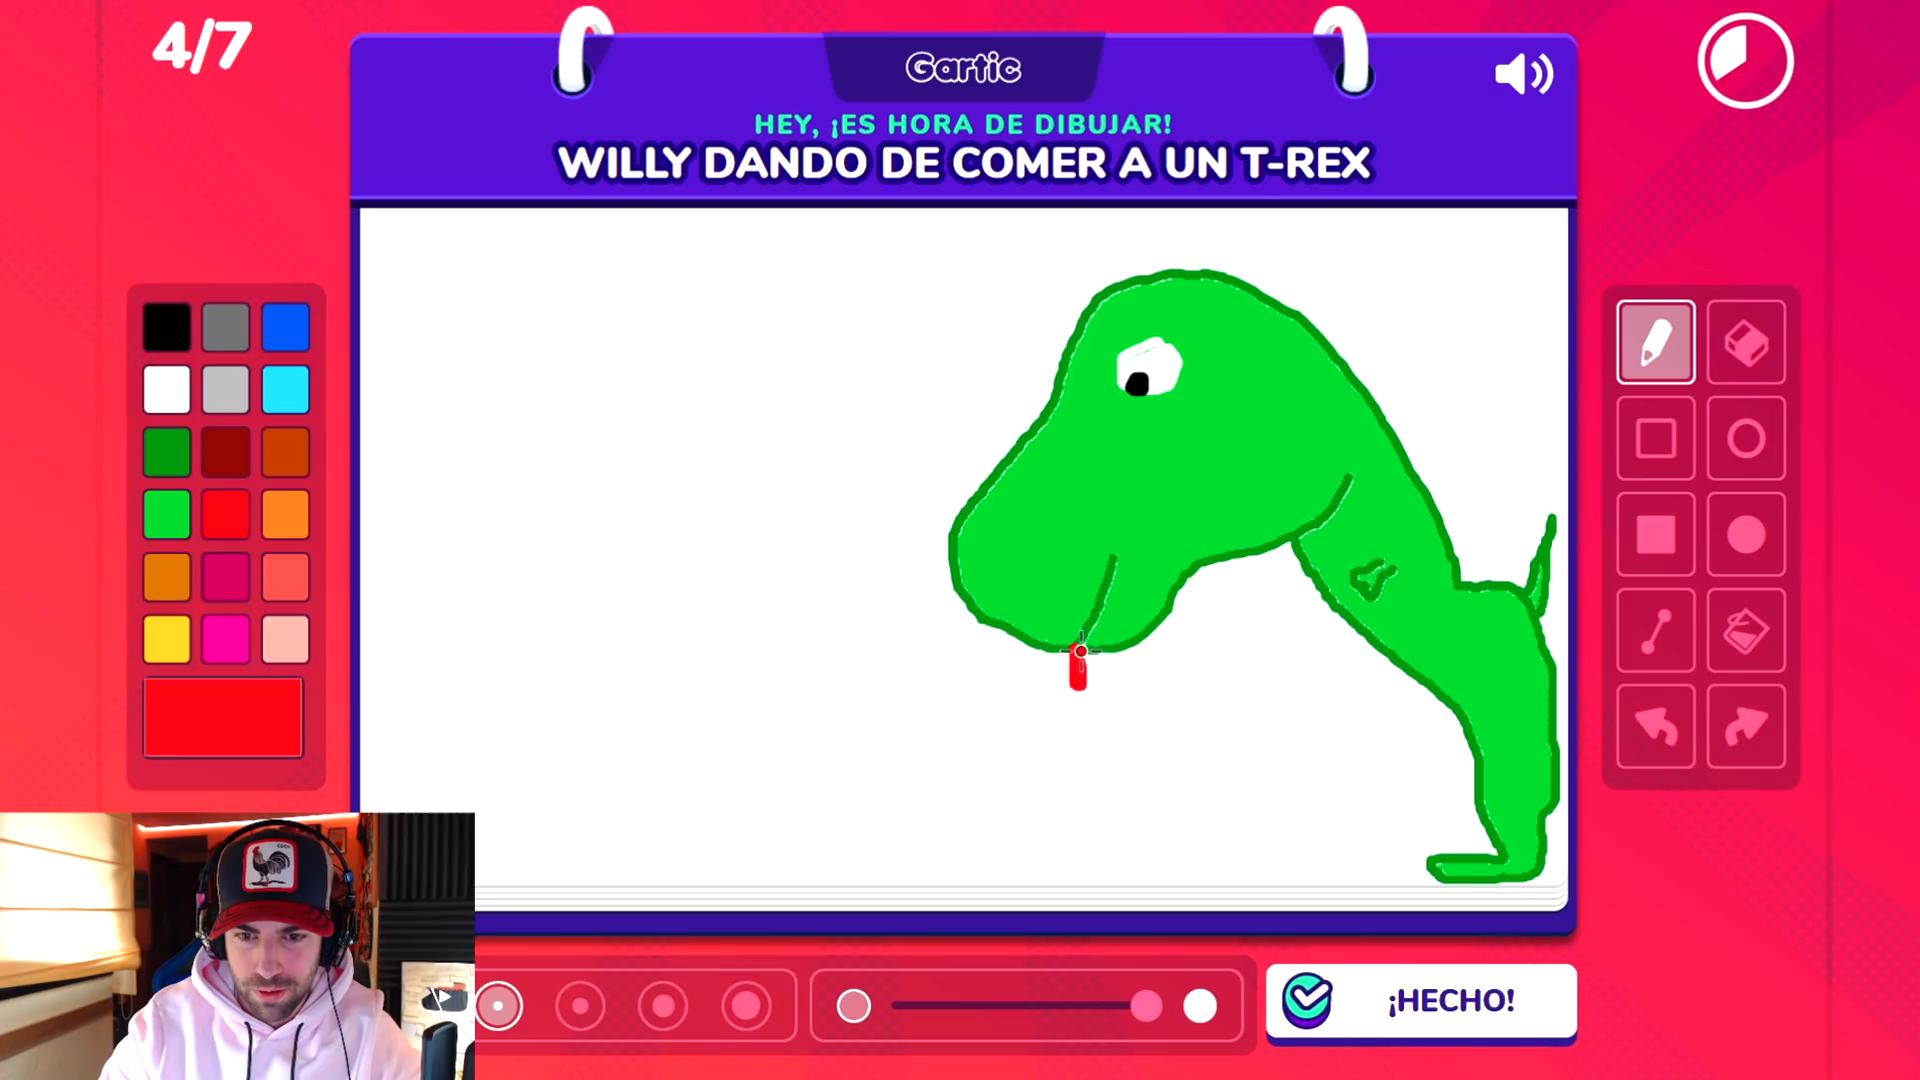 4/7
Gartic
HEY, ¡ES HORA DE DIBUJAR!
WILLY DANDO DE COMER A UN T-REX
¡HECHO!